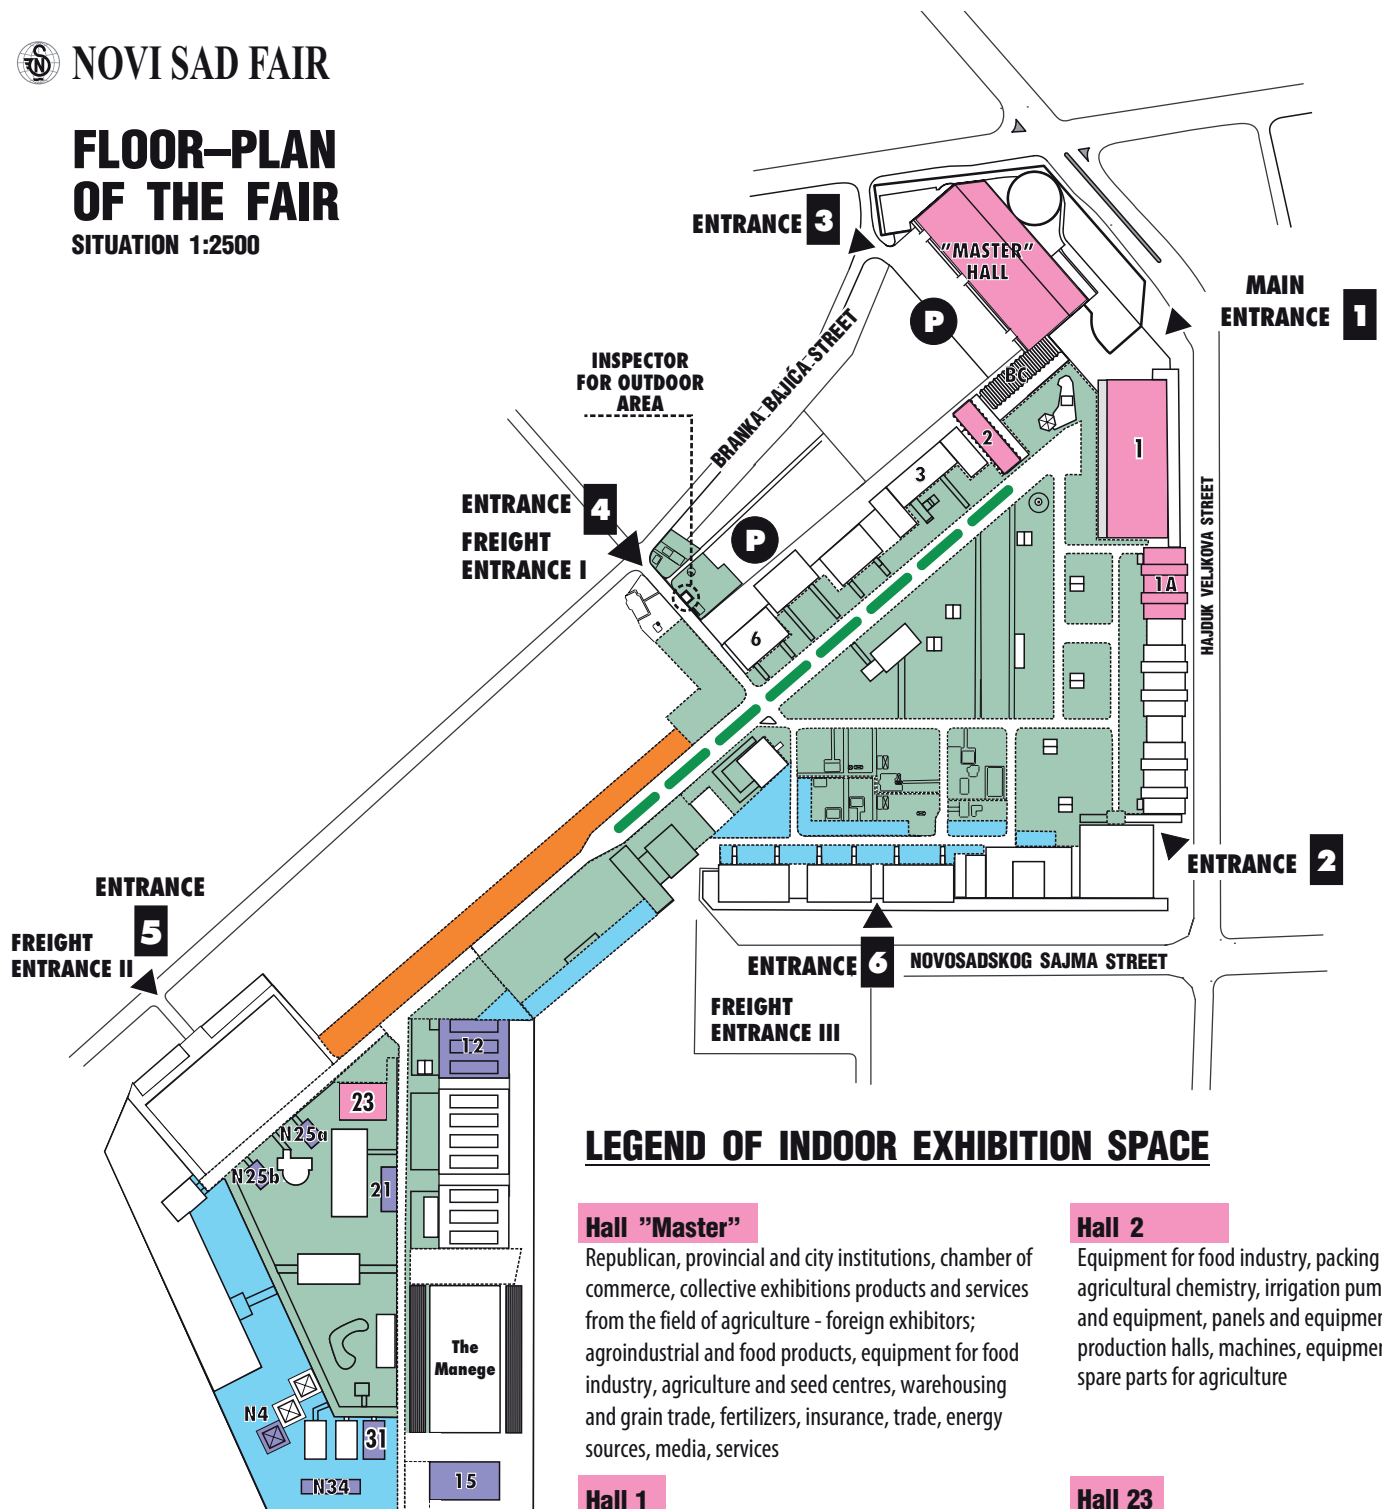 NOVI SAD FAIR
FLOOR–PLAN
OF THE FAIR
SITUATION 1:2500
ENTRANCE 3
"MASTER"
HALL
MAIN
ENTRANCE 1
P
BRANKA BAJIĆA STREET
INSPECTOR
FOR OUTDOOR
AREA
BC
2
1
3
ENTRANCE 4
FREIGHT
ENTRANCE I
P
HAJDUK VELJKOVA STREET
1A
6
ENTRANCE 2
ENTRANCE
5
FREIGHT
ENTRANCE II
ENTRANCE 6
NOVOSADSKOG SAJMA STREET
FREIGHT
ENTRANCE III
12
23
N25a
N25b
21
The
Manege
N4
31
N34
15
LEGEND OF INDOOR EXHIBITION SPACE
Hall ”Master”
Republican, provincial and city institutions, chamber of
commerce, collective exhibitions products and services
from the field of agriculture - foreign exhibitors;
agroindustrial and food products, equipment for food
industry, agriculture and seed centres, warehousing
and grain trade, fertilizers, insurance, trade, energy
sources, media, services
Hall 1
Hall 2
Equipment for food industry, packing
agricultural chemistry, irrigation
and equipment, panels and
production halls, machines,
spare parts for agriculture
Hall 23